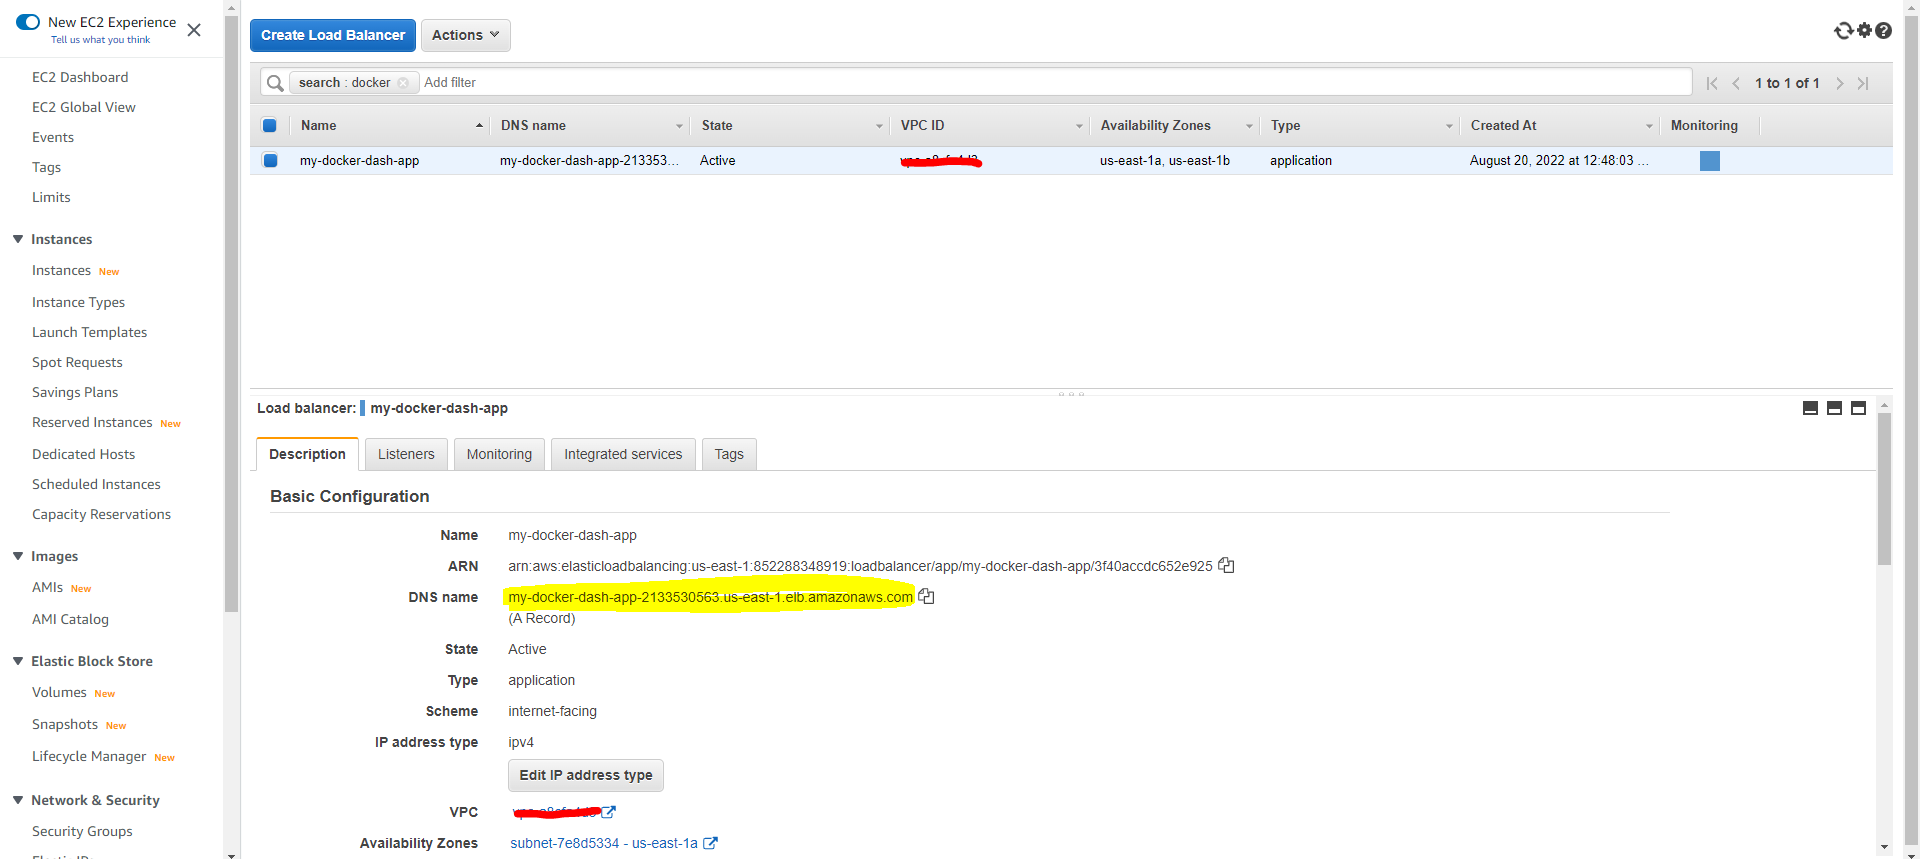 New EC2 Experience
Tell us what you think
EC2 Dashboard
EC2 Global View
Events
Tags
Limits
Instances
Instances New
Instance Types
Launch Templates
Spot Requests
Savings Plans
Reserved Instances New
Dedicated Hosts
Scheduled Instances
Capacity Reservations
Images
AMIs New
AMI Catalog
Elastic Block Store
Volumes New
Snapshots New
Lifecycle Manager New
Network & Security
Security Groups
Create Load Balancer Actions
search : docker Add filter 1 to 1 of 1
Name DNS name State VPC ID Availability Zones Type Created At Monitoring
my-docker-dash-app my-docker-dash-app-213353... Active us-east-1a, us-east-1b application August 20, 2022 at 12:48:03 ...
Load balancer: my-docker-dash-app
Description Listeners Monitoring Integrated services Tags
Basic Configuration
Name my-docker-dash-app
ARN arn:aws:elasticloadbalancing:us-east-1:852288348919:loadbalancer/app/my-docker-dash-app/3f40accdc652e925
DNS name my-docker-dash-app-2133530563.us-east-1.elb.amazonaws.com
(A Record)
State Active
Type application
Scheme internet-facing
IP address type ipv4
Edit IP address type
VPC
Availability Zones subnet-7e8d5334 - us-east-1a